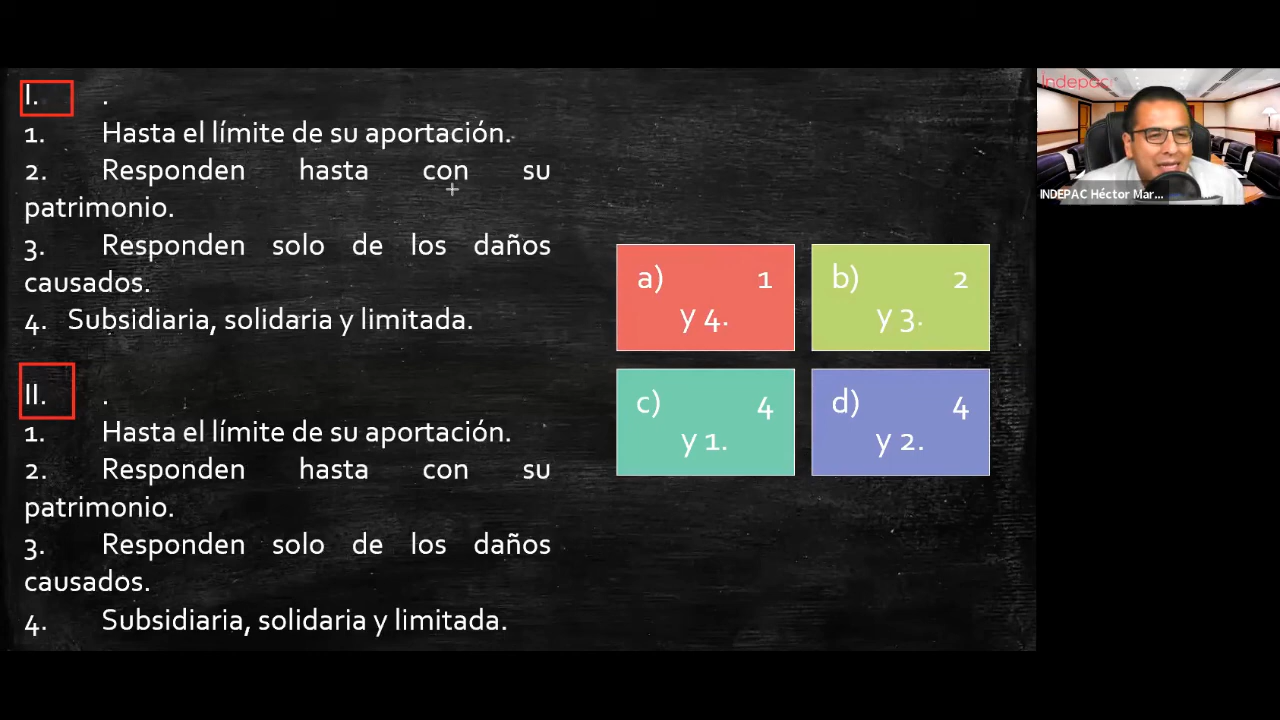 I. .
1. Hasta el límite de su aportación.
2. Responden hasta con su
patrimonio.
3. Responden solo de los daños
causados.
4. Subsidiaria, solidaria y limitada.
II. .
1. Hasta el límite de su aportación.
2. Responden hasta con su
patrimonio.
3. Responden solo de los daños
causados.
4. Subsidiaria, solidaria y limitada.
a) 1
y 4.
b) 2
y 3.
c) 4
y 1.
d) 4
y 2.
Indepac
INDEPAC Héctor Mar...